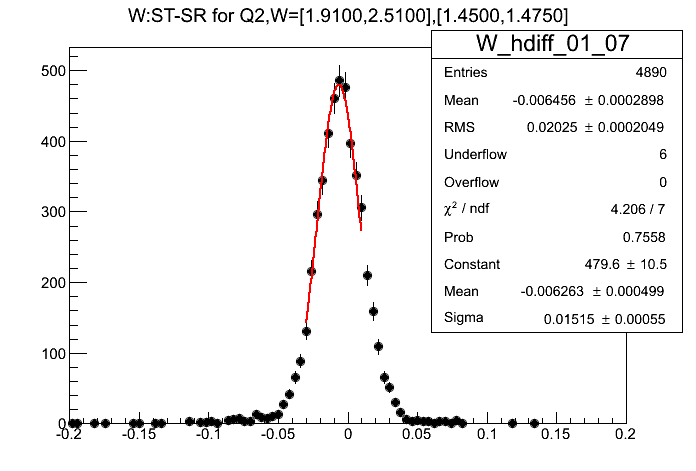 W:ST-SR for Q2,W=[1.9100,2.5100],[1.4500,1.4750]
W_hdiff_01_07
Entries 4890
Mean -0.006456 ± 0.0002898
RMS 0.02025 ± 0.0002049
Underflow 6
Overflow 0
χ² / ndf 4.206 / 7
Prob 0.7558
Constant 479.6 ± 10.5
Mean -0.006263 ± 0.000499
Sigma 0.01515 ± 0.00055
500
400
300
200
100
0
-0.2 -0.15 -0.1 -0.05 0 0.05 0.1 0.15 0.2